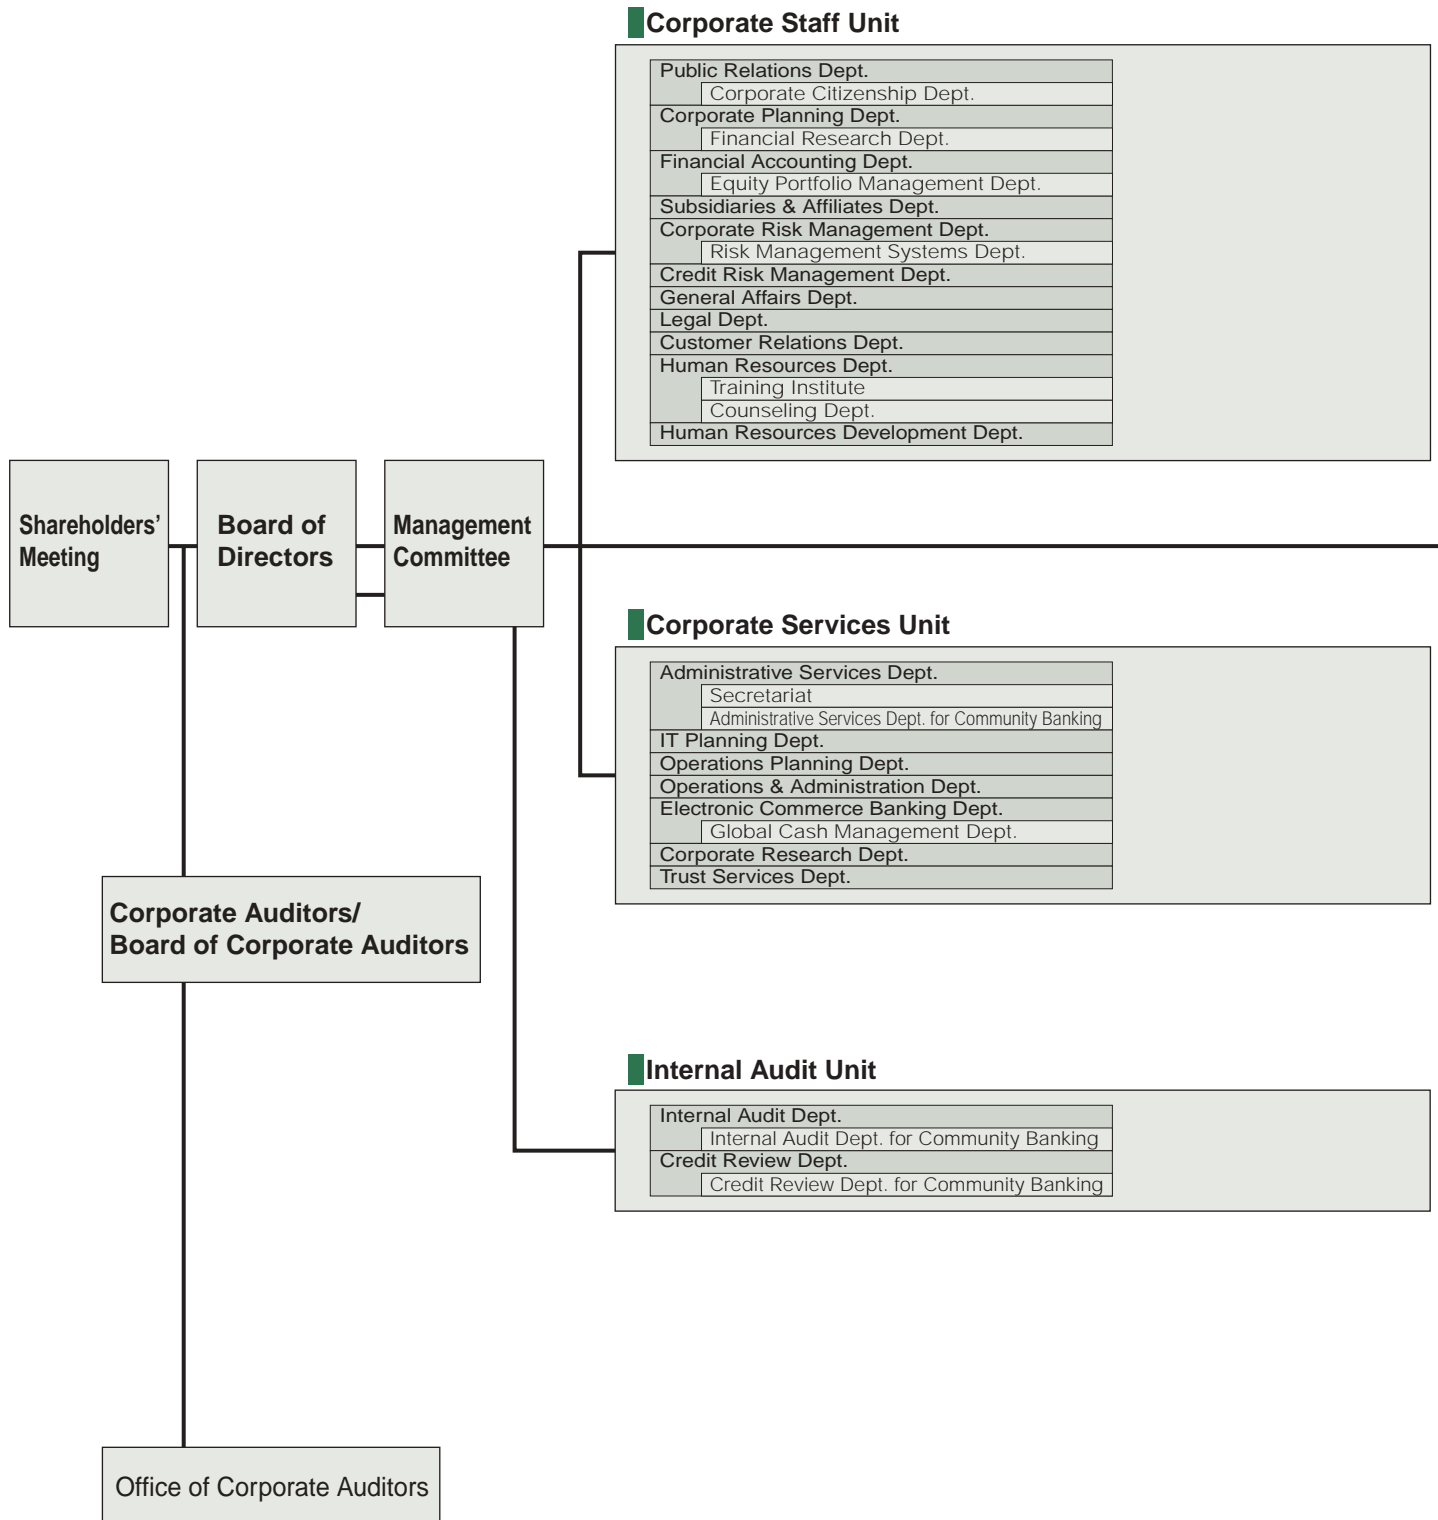 Corporate Staff Unit
Public Relations Dept.
Corporate Citizenship Dept.
Corporate Planning Dept.
Financial Research Dept.
Financial Accounting Dept.
Equity Portfolio Management Dept.
Subsidiaries & Affiliates Dept.
Corporate Risk Management Dept.
Risk Management Systems Dept.
Credit Risk Management Dept.
General Affairs Dept.
Legal Dept.
Customer Relations Dept.
Human Resources Dept.
Training Institute
Counseling Dept.
Human Resources Development Dept.
Shareholders’
Meeting
Board of
Directors
Management
Committee
Corporate Services Unit
Administrative Services Dept.
Secretariat
Administrative Services Dept. for Community Banking
IT Planning Dept.
Operations Planning Dept.
Operations & Administration Dept.
Electronic Commerce Banking Dept.
Global Cash Management Dept.
Corporate Research Dept.
Trust Services Dept.
Corporate Auditors/
Board of Corporate Auditors
Internal Audit Unit
Internal Audit Dept.
Internal Audit Dept. for Community Banking
Credit Review Dept.
Credit Review Dept. for Community Banking
Office of Corporate Auditors